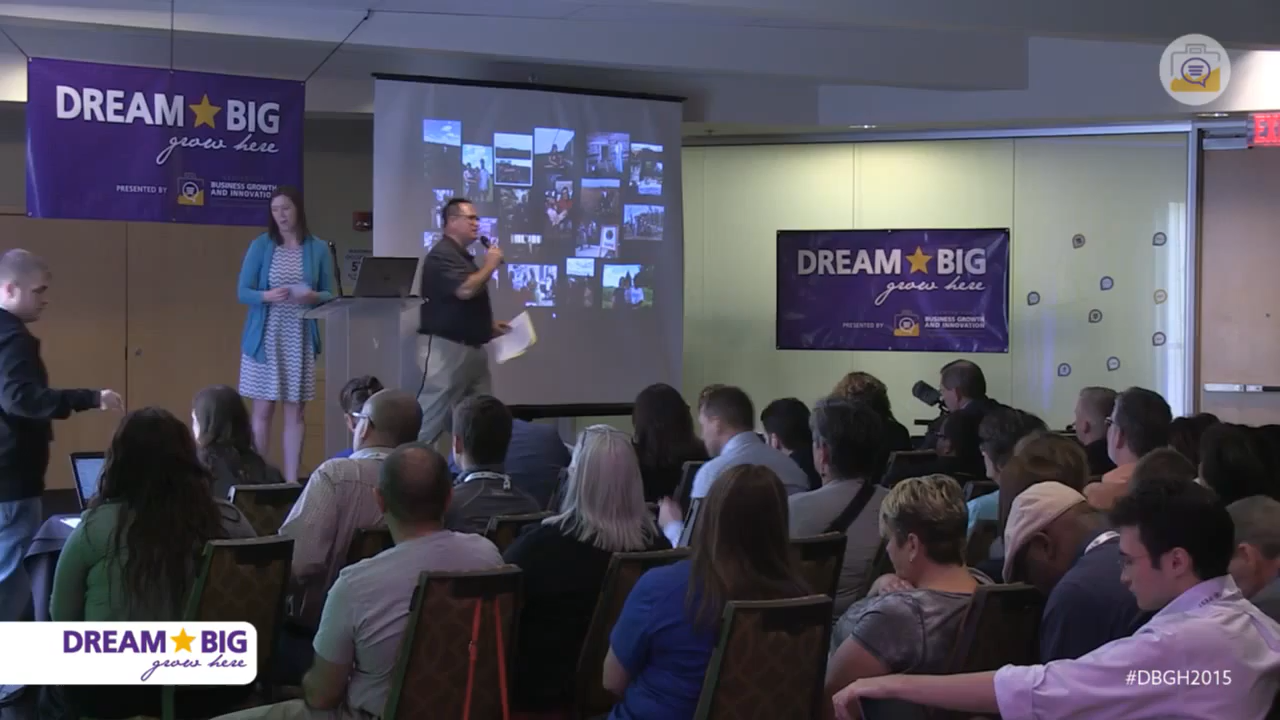 DREAM BIG
grow here
PRESENTED BY
BUSINESS GROWTH
AND INNOVATION
DREAM BIG
grow here
PRESENTED BY
BUSINESS GROWTH
AND INNOVATION
DREAM BIG
grow here
#DBGH2015